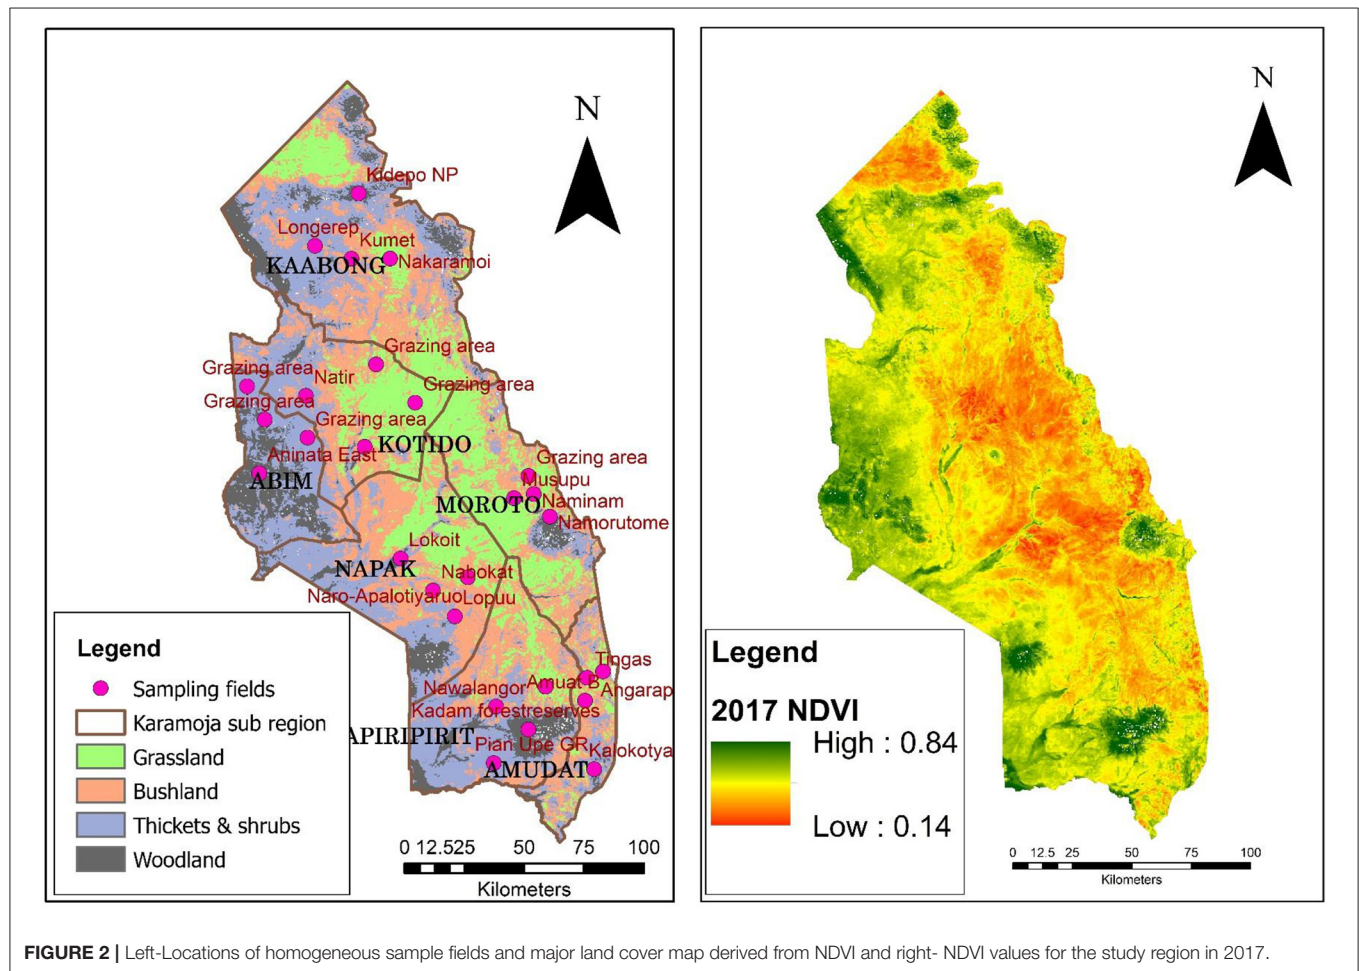 N
Kidepo NP
Longerep
Kumet
KAABONG
Nakaramoi
Grazing area
Grazing area
Natir
Grazing area
Grazing area
Grazing area
KOTIDO
Aninata East
ABIM
Grazing area
Musupu
Naminam
MOROTO
Namorutome
Lokoit
NAPAK
Nabokat
Naro-Apalotiyaruo
Lopuu
Tingas
Nawalangor
Amuat B
Angarap
Kadam forestreserves
APIRIPIRIT
Pian Upe GR
Kalokotya
AMUDAT
Legend
Sampling fields
Karamoja sub region
Grassland
Bushland
Thickets & shrubs
Woodland
0 12.525 50 75 100
Kilometers
N
Legend
2017 NDVI
High : 0.84
Low : 0.14
0 12.5 25 50 75 100
Kilometers
FIGURE 2 | Left-Locations of homogeneous sample fields and major land cover map derived from NDVI and right- NDVI values for the study region in 2017.